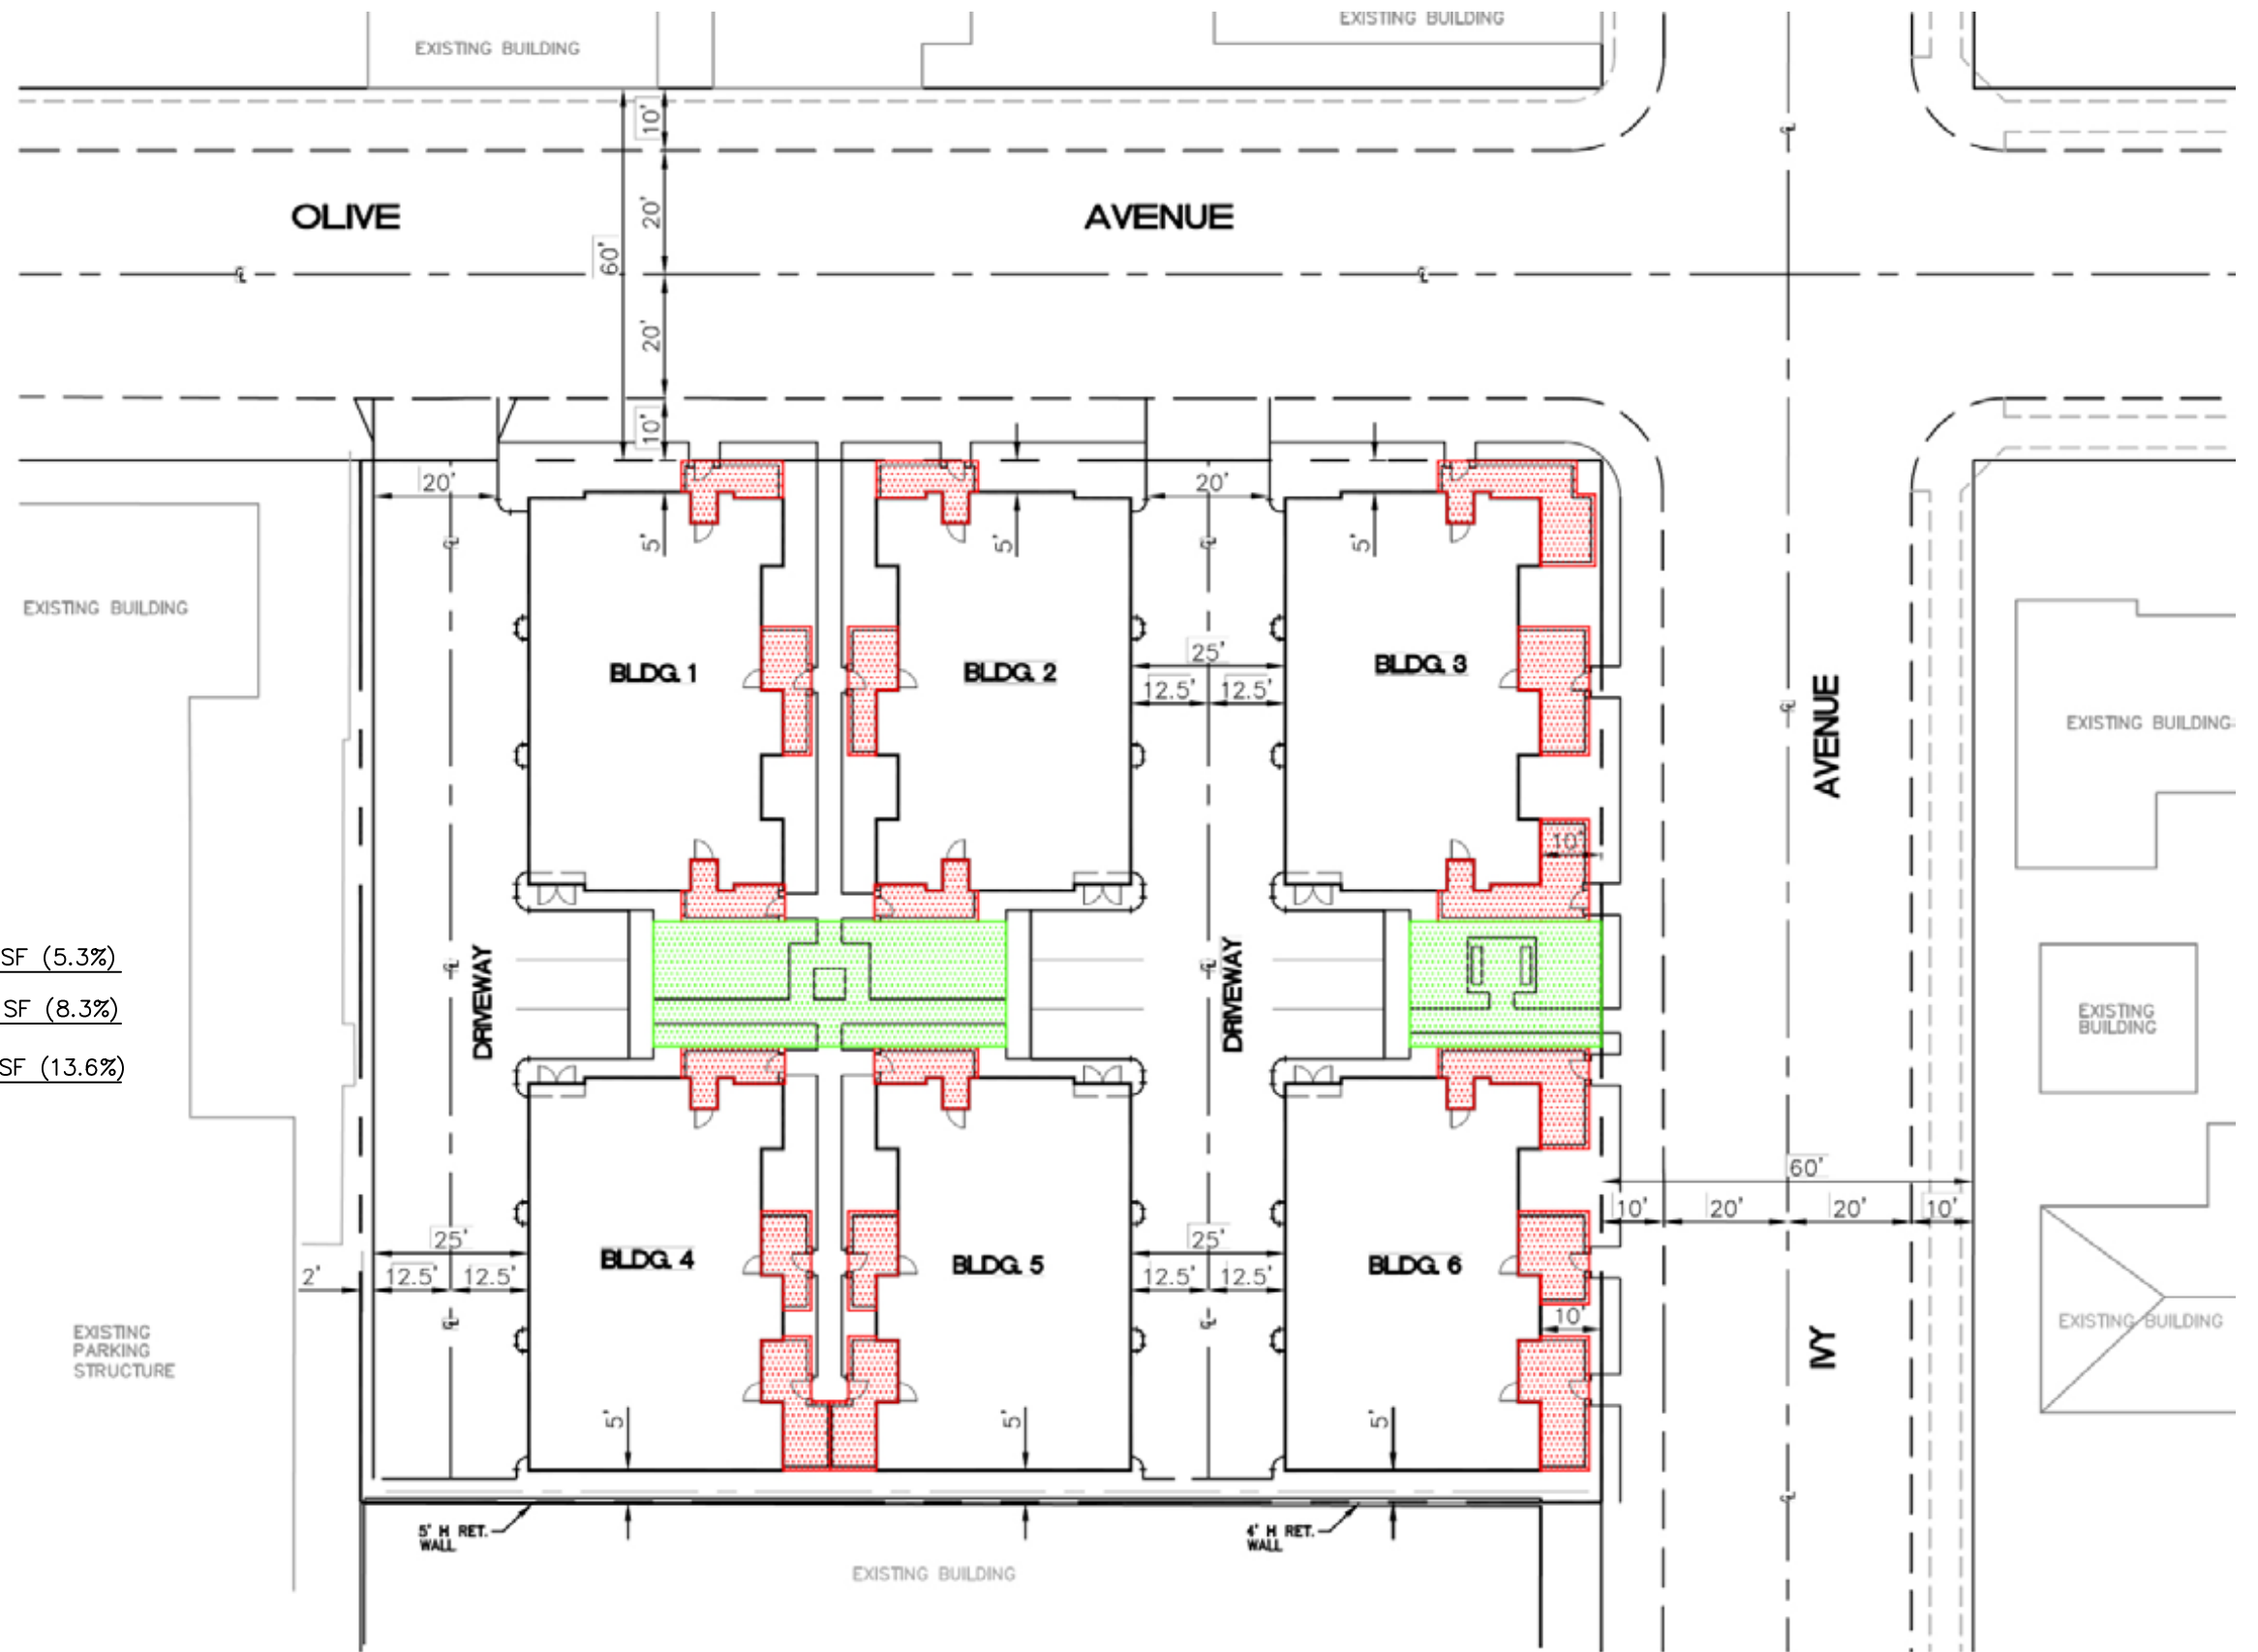 EXISTING BUILDING
EXISTING BUILDING
10'
OLIVE AVENUE
20'
60'
20'
10'
20'
20'
5'
5'
5'
EXISTING BUILDING
BLDG. 1
BLDG. 2
BLDG. 3
25'
12.5'
12.5'
AVENUE
EXISTING BUILDING
10'
SF (5.3%)
SF (8.3%)
SF (13.6%)
DRIVEWAY
DRIVEWAY
EXISTING
BUILDING
60'
10'
20'
20'
10'
25'
25'
BLDG. 4
BLDG. 5
BLDG. 6
2'
12.5'
12.5'
12.5'
12.5'
10'
EXISTING BUILDING
EXISTING
PARKING
STRUCTURE
IVY
5'
5'
5'
5' H RET.
WALL
4' H RET.
WALL
EXISTING BUILDING